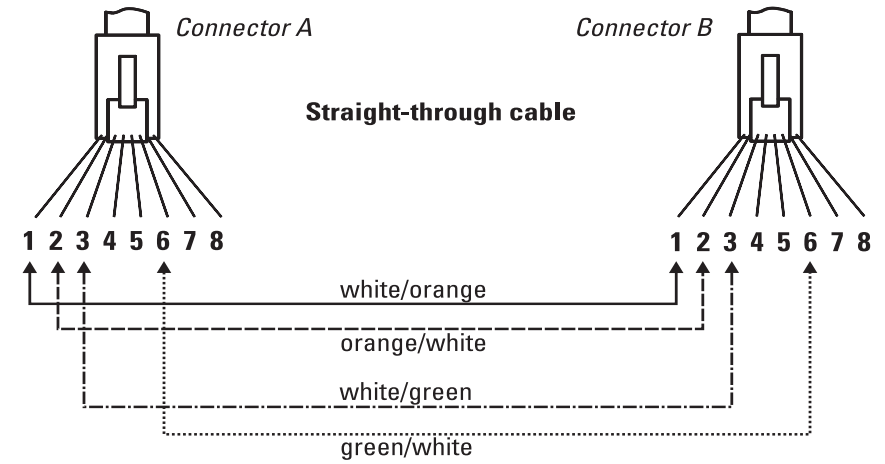 Connector A
Connector B
Straight-through cable
1 2 3 4 5 6 7 8
1 2 3 4 5 6 7 8
white/orange
orange/white
white/green
green/white